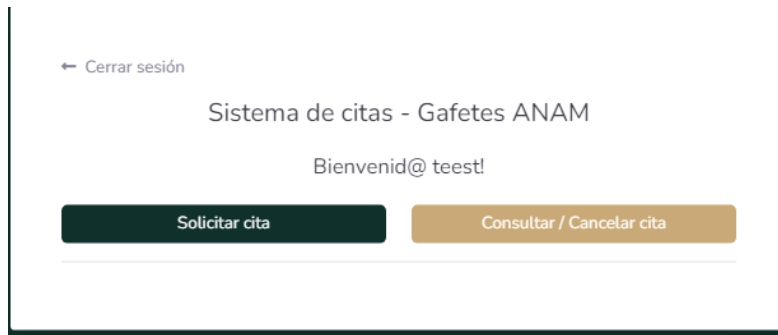 ← Cerrar sesión
Sistema de citas - Gafetes ANAM
Bienvenid@ teest!
Solicitar cita
Consultar / Cancelar cita